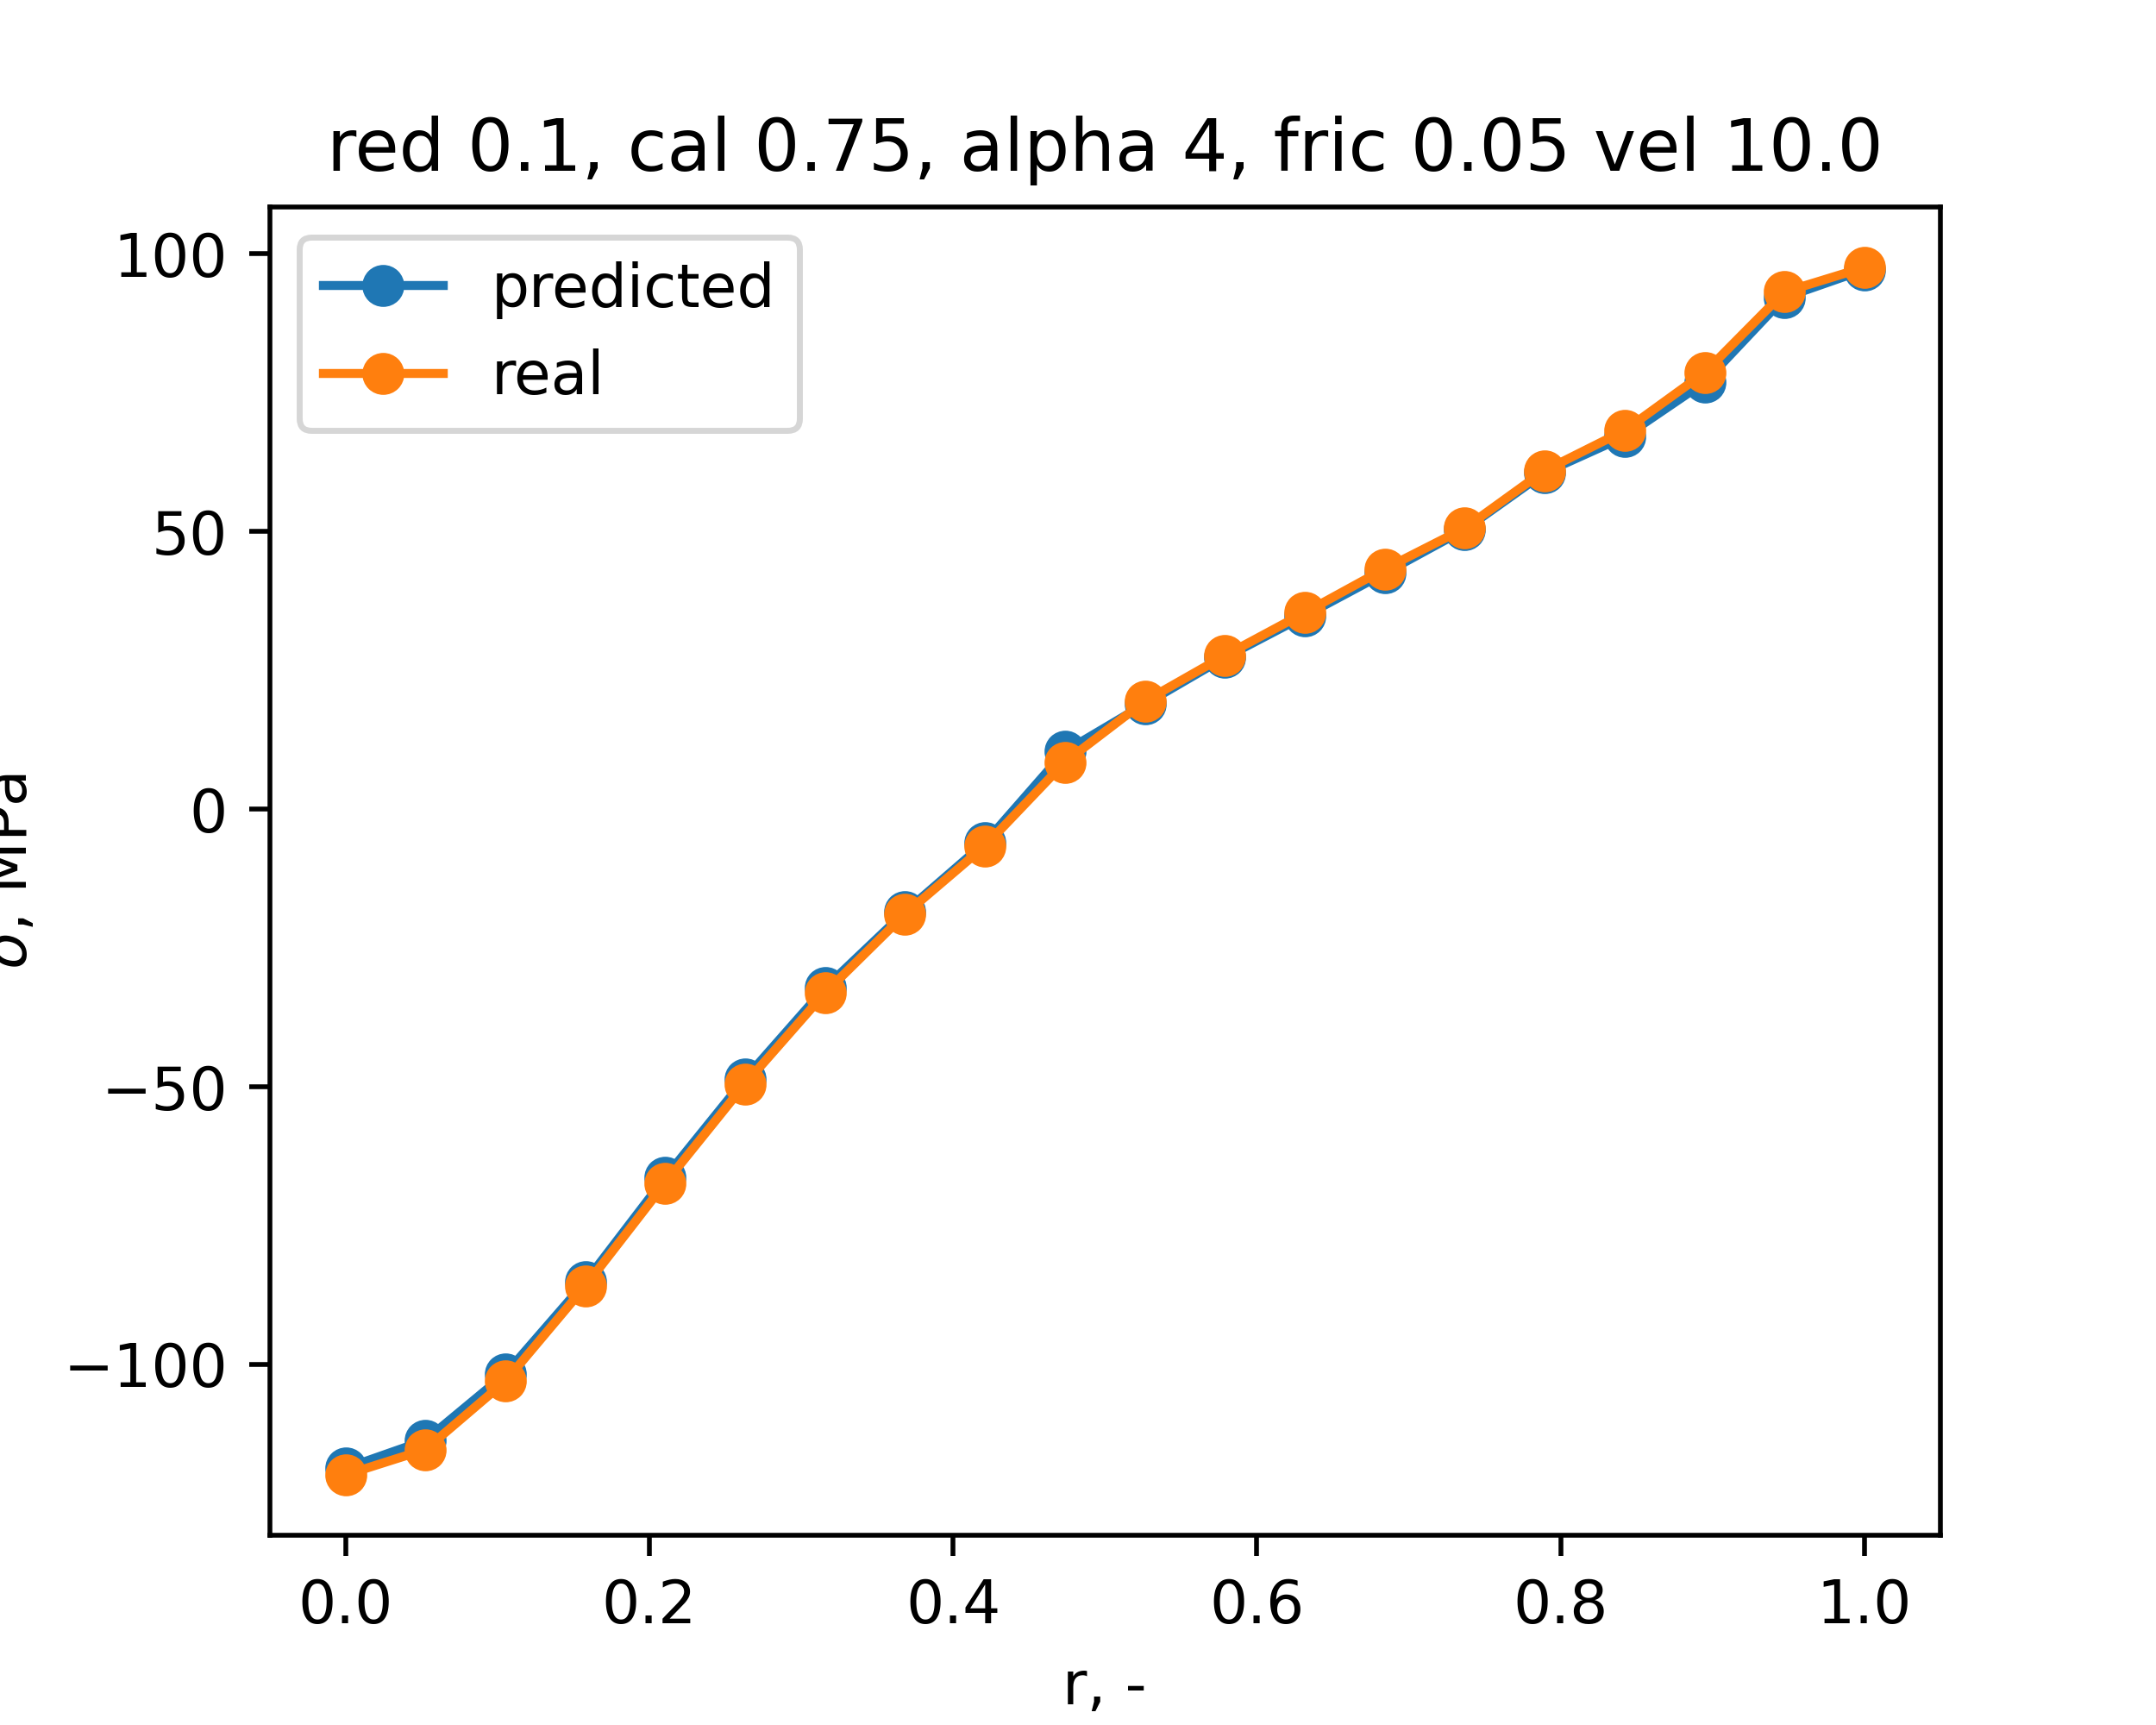 red 0.1, cal 0.75, alpha 4, fric 0.05 vel 10.0
predicted
real
100
50
0
−50
−100
σ, MPa
0.0 0.2 0.4 0.6 0.8 1.0
r, -